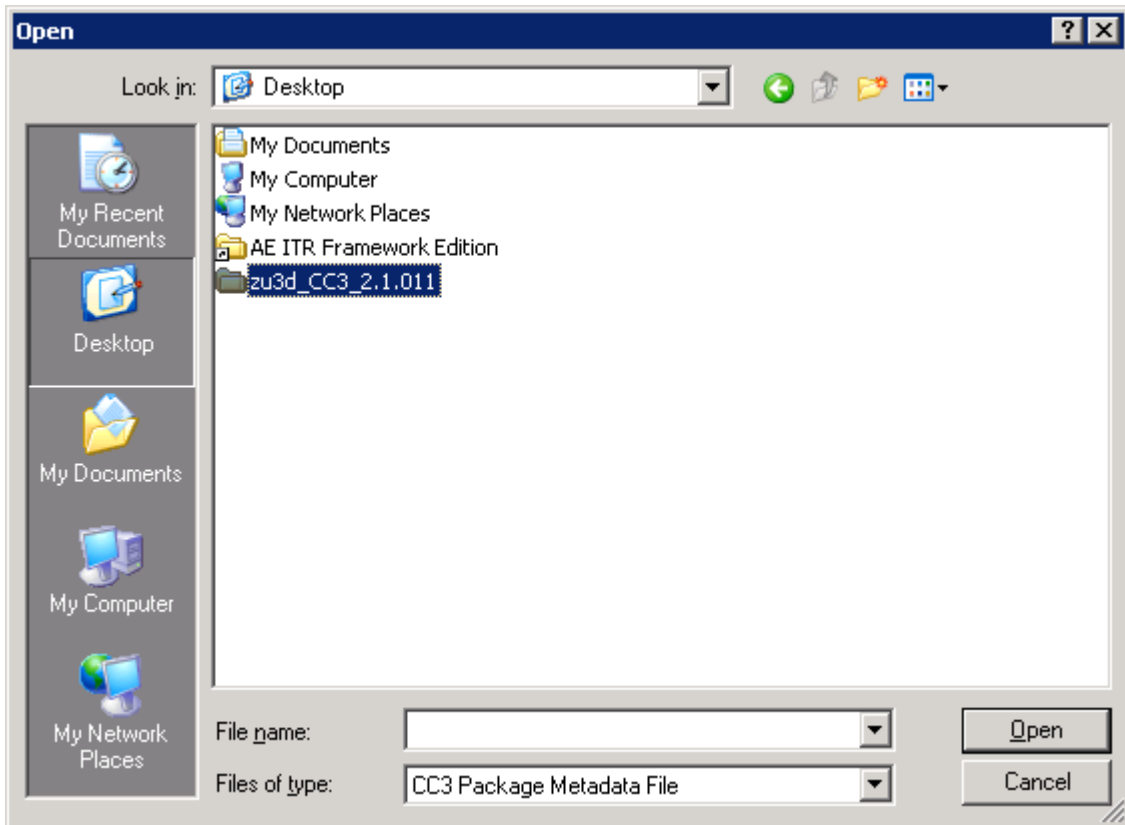 Open
Look in:
Desktop
My Recent
Documents
Desktop
My Documents
My Computer
My Network
Places
My Documents
My Computer
My Network Places
AE ITR Framework Edition
zu3d_CC3_2.1.011
File name:
Open
Files of type:
CC3 Package Metadata File
Cancel